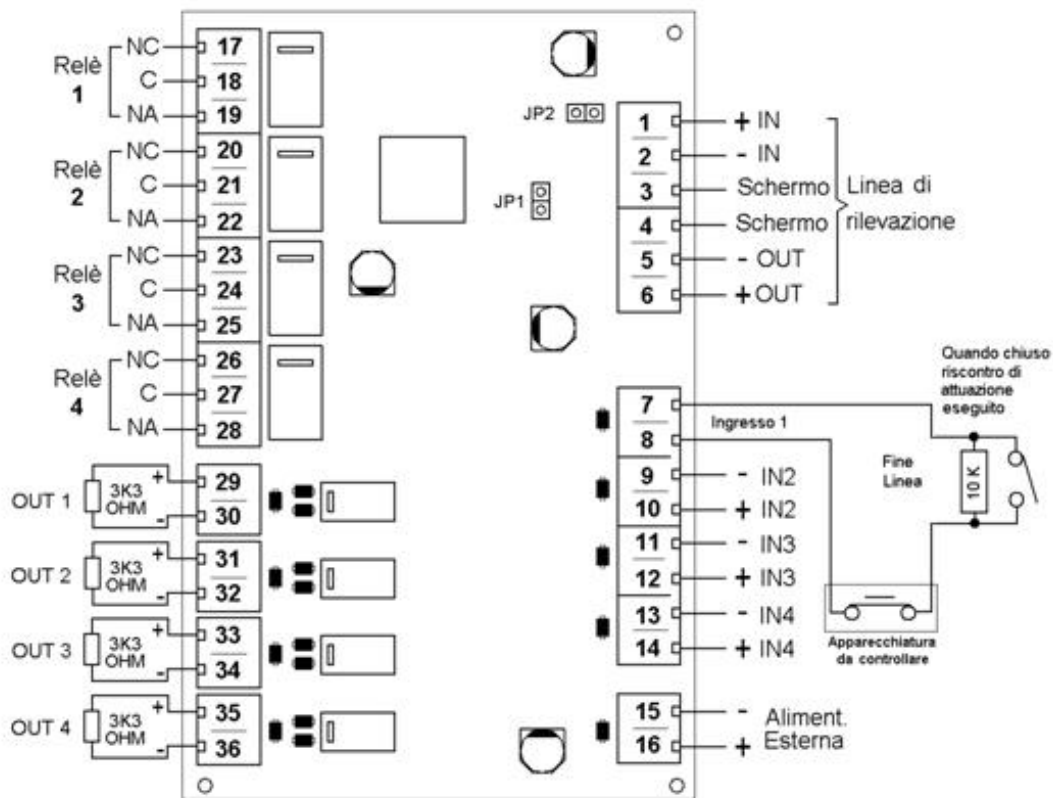 Relè
1
NC
C
NA
17
18
19
Relè
2
NC
C
NA
20
21
22
Relè
3
NC
C
NA
23
24
25
Relè
4
NC
C
NA
26
27
28
OUT 1
3K3
OHM
+
-
29
30
OUT 2
3K3
OHM
+
-
31
32
OUT 3
3K3
OHM
+
-
33
34
OUT 4
3K3
OHM
+
-
35
36
JP2
JP1
1 + IN
2 - IN
3 Schermo
4 Schermo
5 - OUT
6 + OUT
Linea di
rilevazione
7
8
Ingresso 1
9 - IN2
10 + IN2
11 - IN3
12 + IN3
13 - IN4
14 + IN4
15 -
16 +
Aliment.
Esterna
Quando chiuso
riscontro di
attuazione
eseguito
Fine
Linea
10 K
Apparecchiatura
da controllare